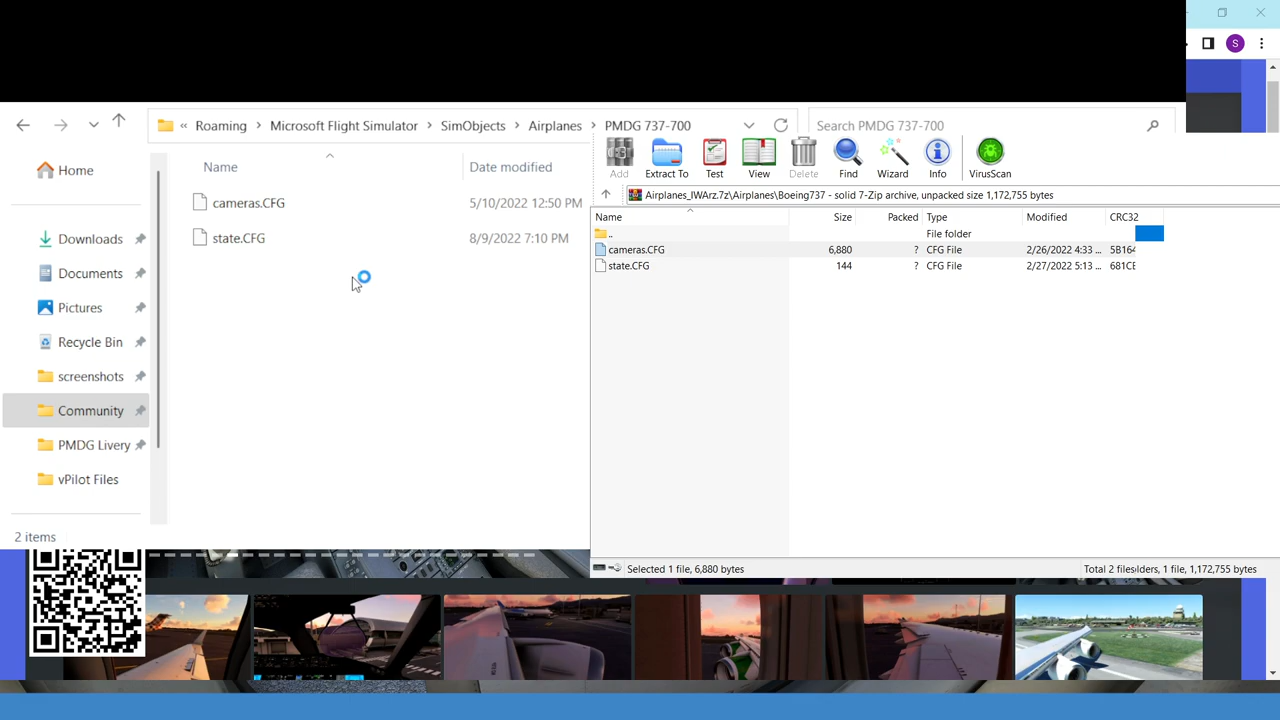 S
« Roaming > Microsoft Flight Simulator > SimObjects > Airplanes > PMDG 737-700
Search PMDG 737-700
Home
Downloads
Documents
Pictures
Recycle Bin
screenshots
Community
PMDG Livery
vPilot Files
Name Date modified
cameras.CFG 5/10/2022 12:50 PM
state.CFG 8/9/2022 7:10 PM
2 items
Add Extract To Test View Delete Find Wizard Info VirusScan
Airplanes_IWArz.7z\Airplanes\Boeing737 - solid 7-Zip archive, unpacked size 1,172,755 bytes
Name Size Packed Type Modified CRC32
.. File folder
cameras.CFG 6,880 ? CFG File 2/26/2022 4:33 ... 5B164
state.CFG 144 ? CFG File 2/27/2022 5:13 ... 681CE
Selected 1 file, 6,880 bytes
Total 2 files, 1 file, 1,172,755 bytes